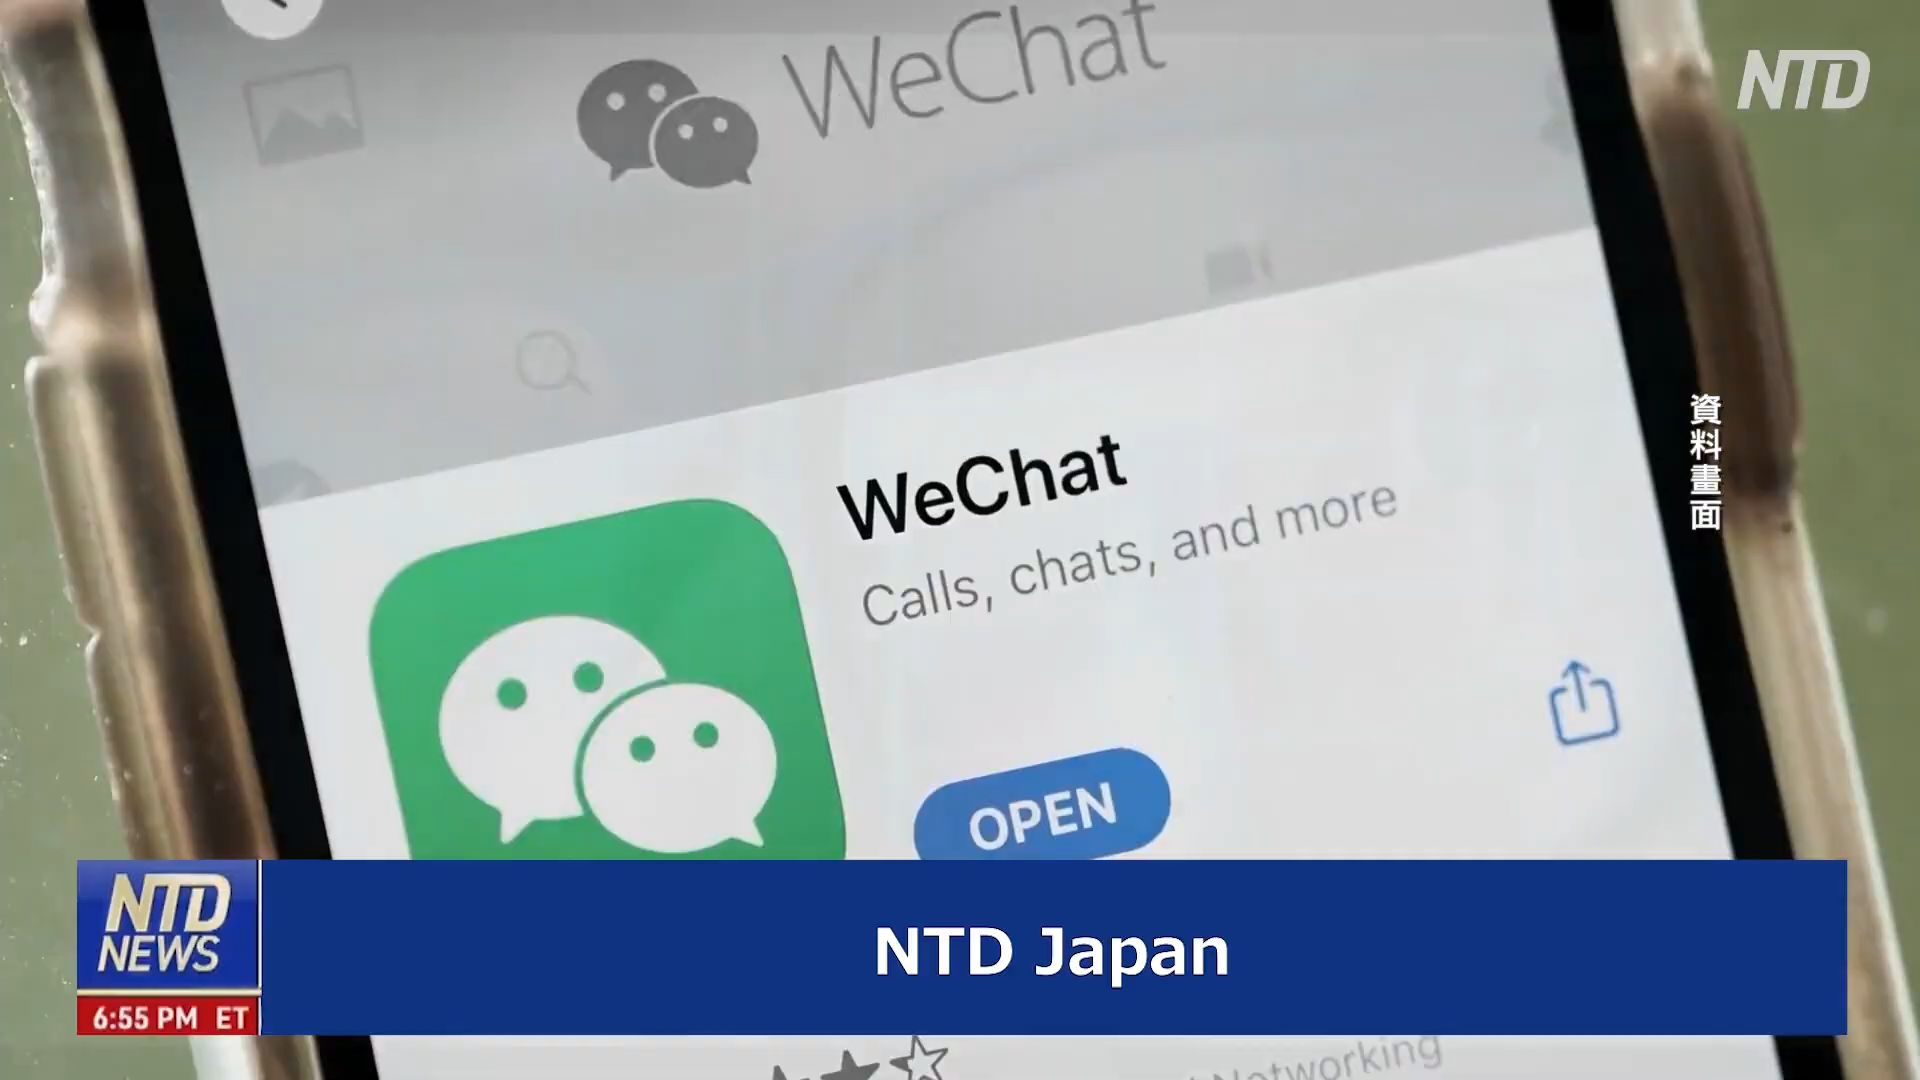 WeChat
NTD
WeChat
Calls, chats, and more
資料畫面
OPEN
NTD
NEWS
NTD Japan
6:55 PM ET
Networking